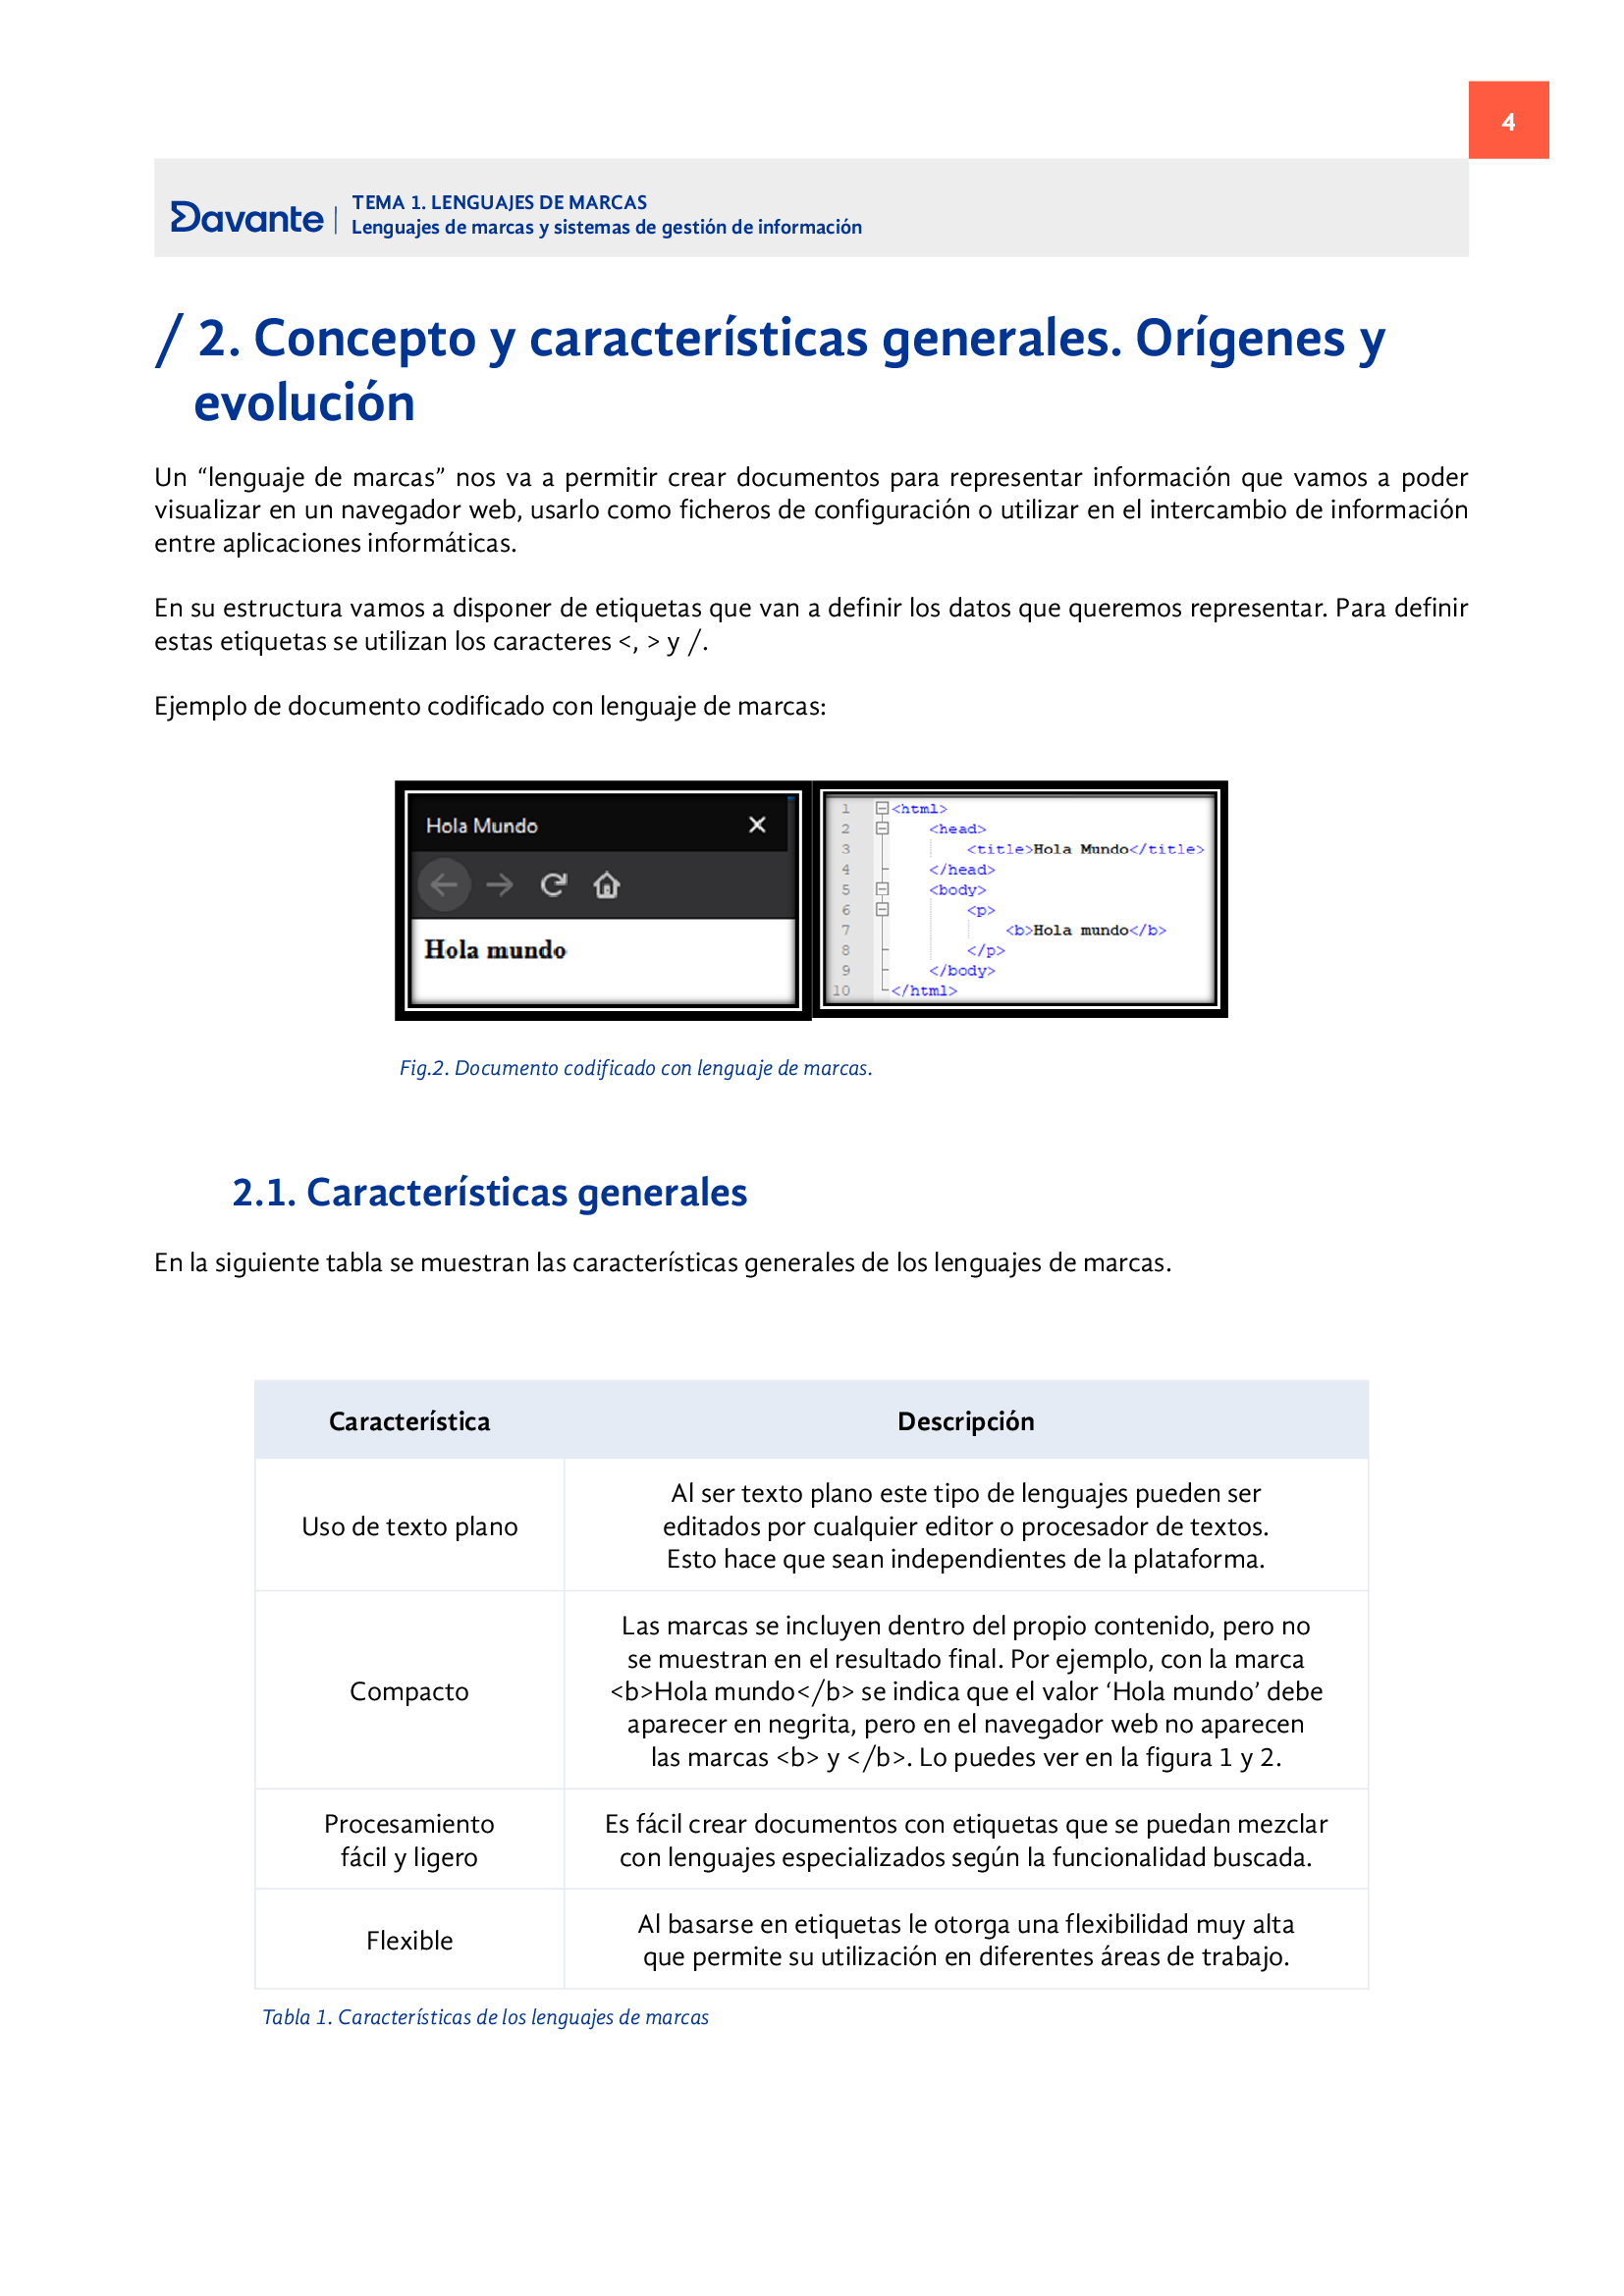 4
Davante
TEMA 1. LENGUAJES DE MARCAS
Lenguajes de marcas y sistemas de gestión de información
/ 2. Concepto y características generales. Orígenes y
evolución
Un “lenguaje de marcas” nos va a permitir crear documentos para representar información que vamos a poder
visualizar en un navegador web, usarlo como ficheros de configuración o utilizar en el intercambio de información
entre aplicaciones informáticas.
En su estructura vamos a disponer de etiquetas que van a definir los datos que queremos representar. Para definir
estas etiquetas se utilizan los caracteres <, > y /.
Ejemplo de documento codificado con lenguaje de marcas:
Hola Mundo
Hola mundo
1 <html>
2 <head>
3 <title>Hola Mundo</title>
4 </head>
5 <body>
6 <p>
7 <b>Hola mundo</b>
8 </p>
9 </body>
10 </html>
Fig.2. Documento codificado con lenguaje de marcas.
2.1. Características generales
En la siguiente tabla se muestran las características generales de los lenguajes de marcas.
Característica
Descripción
Uso de texto plano
Al ser texto plano este tipo de lenguajes pueden ser
editados por cualquier editor o procesador de textos.
Esto hace que sean independientes de la plataforma.
Compacto
Las marcas se incluyen dentro del propio contenido, pero no
se muestran en el resultado final. Por ejemplo, con la marca
<b>Hola mundo</b> se indica que el valor ‘Hola mundo’ debe
aparecer en negrita, pero en el navegador web no aparecen
las marcas <b> y </b>. Lo puedes ver en la figura 1 y 2.
Procesamiento
fácil y ligero
Es fácil crear documentos con etiquetas que se puedan mezclar
con lenguajes especializados según la funcionalidad buscada.
Flexible
Al basarse en etiquetas le otorga una flexibilidad muy alta
que permite su utilización en diferentes áreas de trabajo.
Tabla 1. Características de los lenguajes de marcas